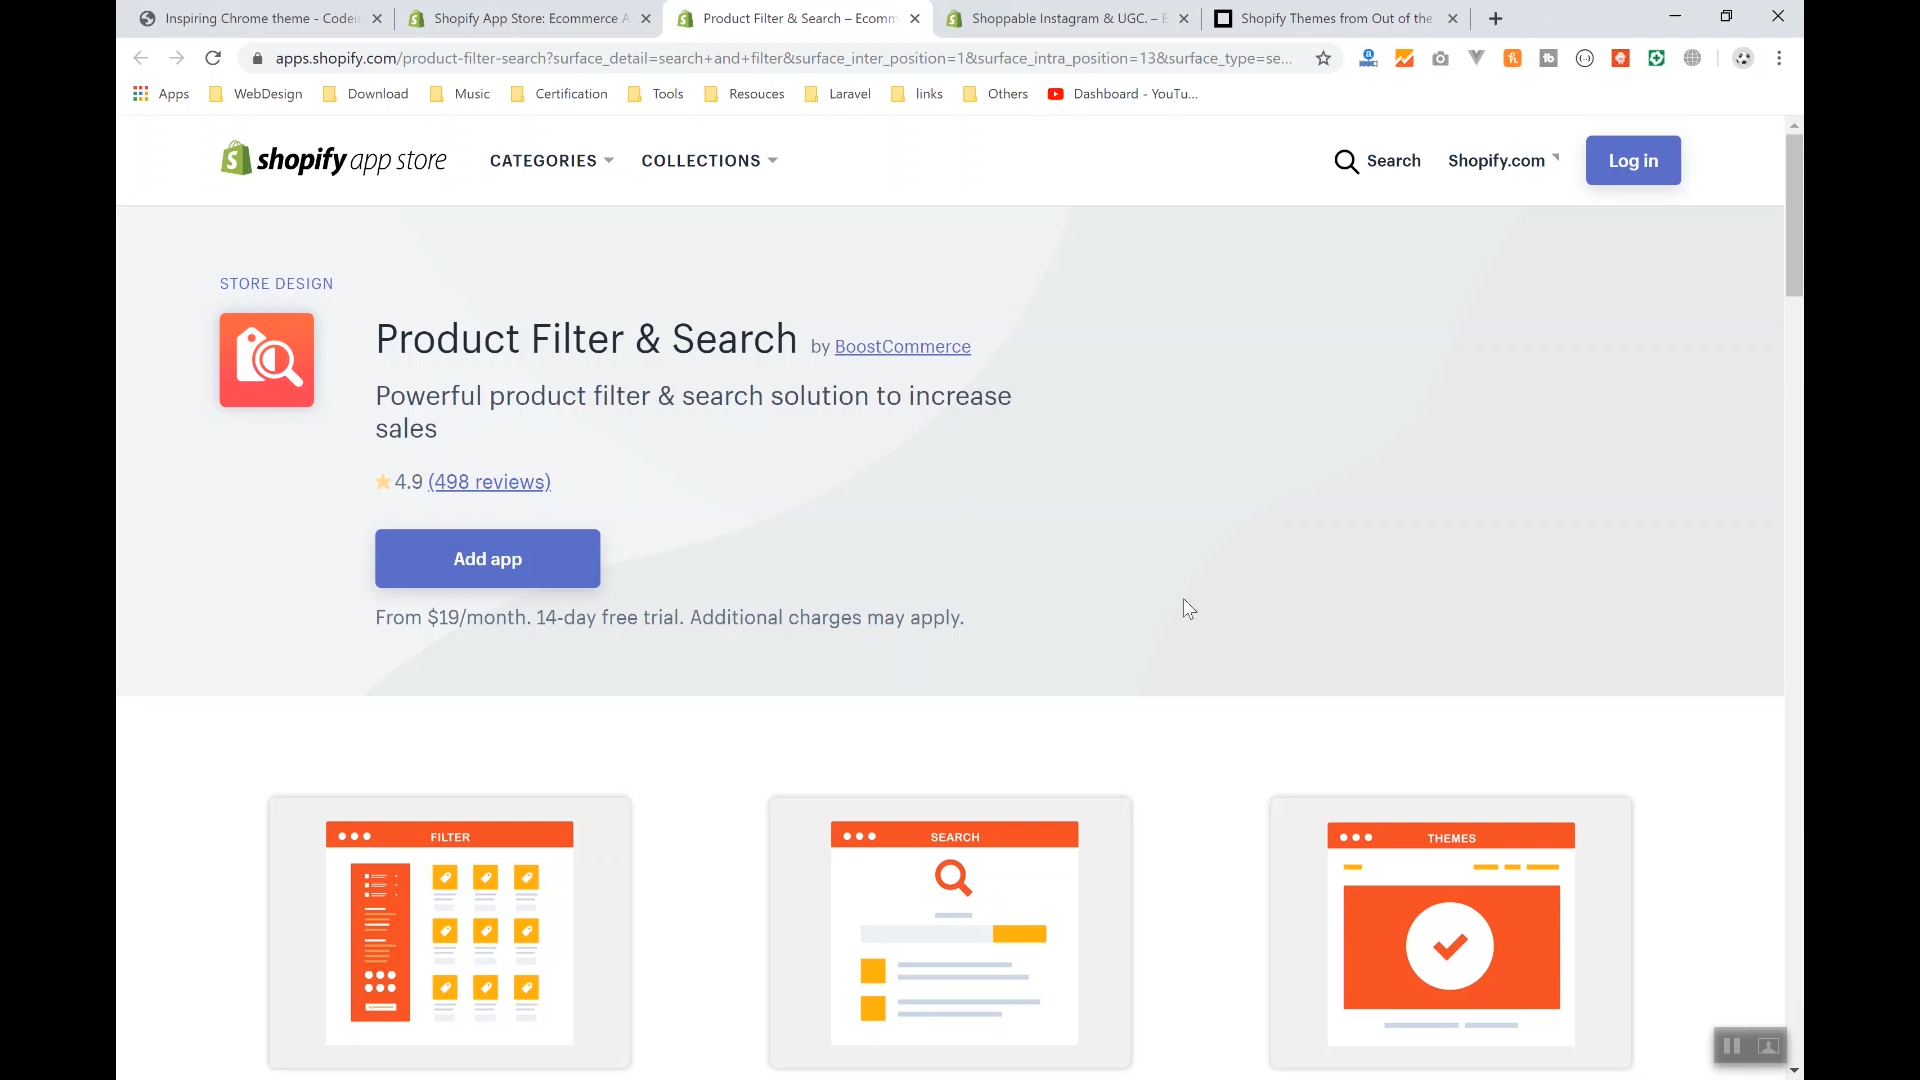 Inspiring Chrome theme - Codein
Shopify App Store: Ecommerce A
Product Filter & Search – Ecomm
Shoppable Instagram & UGC. – E
Shopify Themes from Out of the
apps.shopify.com/product-filter-search?surface_detail=search+and+filter&surface_inter_position=1&surface_intra_position=13&surface_type=se...
Apps
WebDesign
Download
Music
Certification
Tools
Resouces
Laravel
links
Others
Dashboard - YouTu...
shopify app store
CATEGORIES
COLLECTIONS
Search
Shopify.com
Log in
STORE DESIGN
Product Filter & Search by BoostCommerce
Powerful product filter & search solution to increase
sales
4.9 (498 reviews)
Add app
From $19/month. 14-day free trial. Additional charges may apply.
FILTER
SEARCH
THEMES